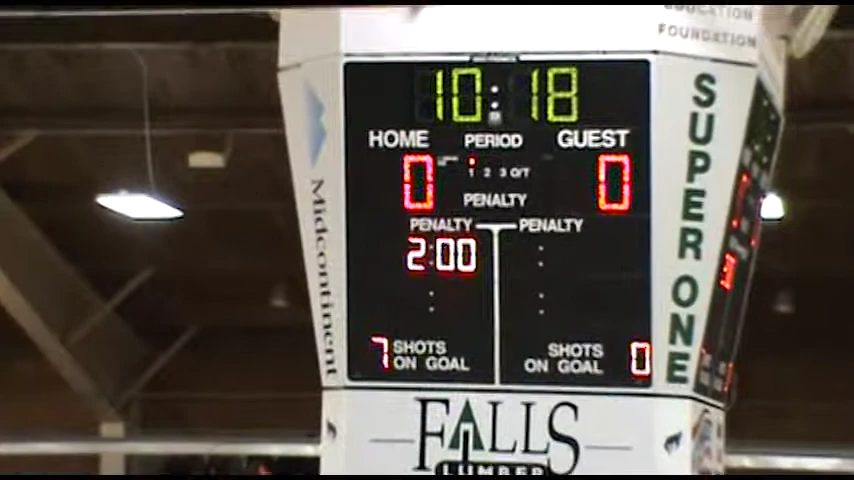 EDUCATION
FOUNDATION
10:18
HOME PERIOD GUEST
0 1 2 3 O/T 0
PENALTY
PENALTY PENALTY
2:00
7 SHOTS ON GOAL
SHOTS ON GOAL 0
Midcontinent
SUPER ONE
FALLS
LUMBER